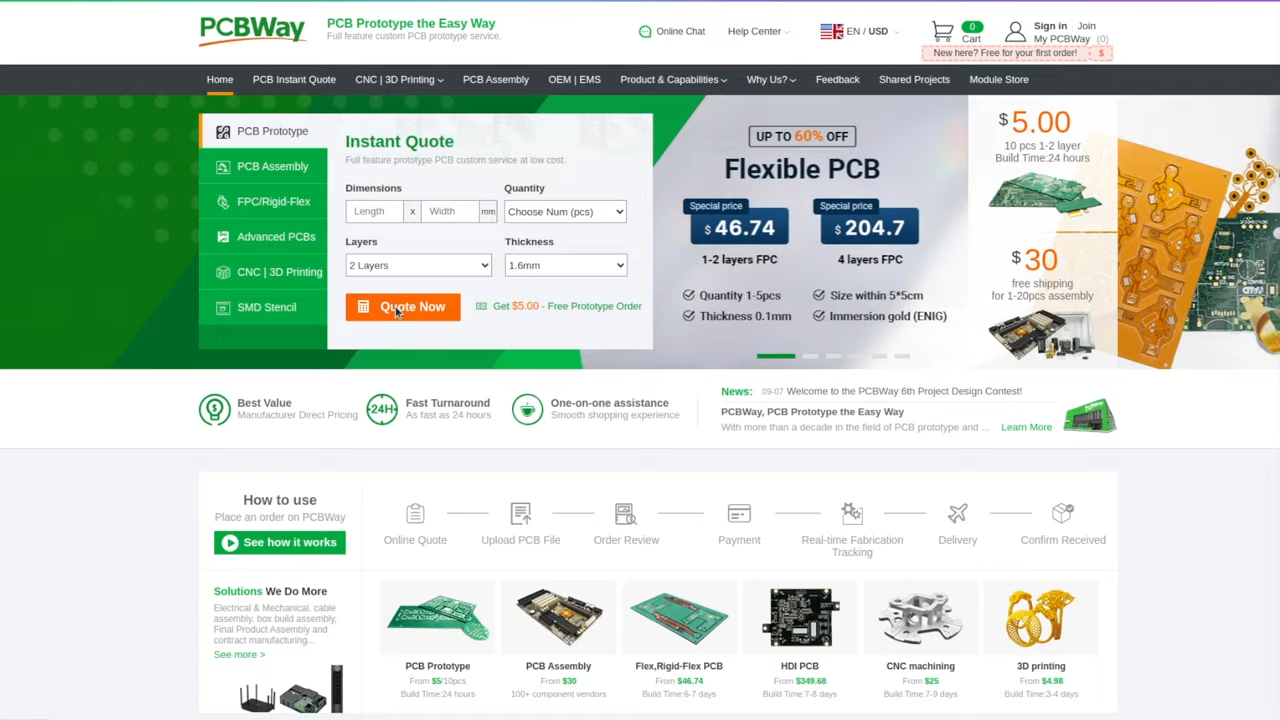 PCBWay
PCB Prototype the Easy Way
Full feature custom PCB prototype service.
Online Chat
Help Center
EN / USD
0
Cart
Sign in Join
My PCBWay (0)
New here? Free for your first order! $
Home
PCB Instant Quote
CNC | 3D Printing
PCB Assembly
OEM | EMS
Product & Capabilities
Why Us?
Feedback
Shared Projects
Module Store
PCB Prototype
PCB Assembly
FPC/Rigid-Flex
Advanced PCBs
CNC | 3D Printing
SMD Stencil
Instant Quote
Full feature prototype PCB custom service at low cost.
Dimensions
Quantity
Length x Width mm
Choose Num (pcs)
Layers
Thickness
2 Layers
1.6mm
Quote Now
Get $5.00 - Free Prototype Order
UP TO 60% OFF
Flexible PCB
Special price
$ 46.74
1-2 layers FPC
Special price
$ 204.7
4 layers FPC
Quantity 1-5pcs
Size within 5*5cm
Thickness 0.1mm
Immersion gold (ENIG)
$5.00
10 pcs 1-2 layer
Build Time:24 hours
$30
free shipping
for 1-20pcs assembly
Best Value
Manufacturer Direct Pricing
24H
Fast Turnaround
As fast as 24 hours
One-on-one assistance
Smooth shopping experience
News: 09-07 Welcome to the PCBWay 6th Project Design Contest!
PCBWay, PCB Prototype the Easy Way
With more than a decade in the field of PCB prototype and ... Learn More
How to use
Place an order on PCBWay
See how it works
Online Quote
Upload PCB File
Order Review
Payment
Real-time Fabrication
Tracking
Delivery
Confirm Received
Solutions We Do More
Electrical & Mechanical, cable
assembly, box build assembly,
Final Product Assembly and
contract manufacturing...
See more >
PCB Prototype
From $5/10pcs
Build Time:24 hours
PCB Assembly
From $30
100+ component vendors
Flex,Rigid-Flex PCB
From $46.74
Build Time:6-7 days
HDI PCB
From $349.68
Build Time:7-8 days
CNC machining
From $25
Build Time:7-9 days
3D printing
From $4.98
Build Time:3-4 days